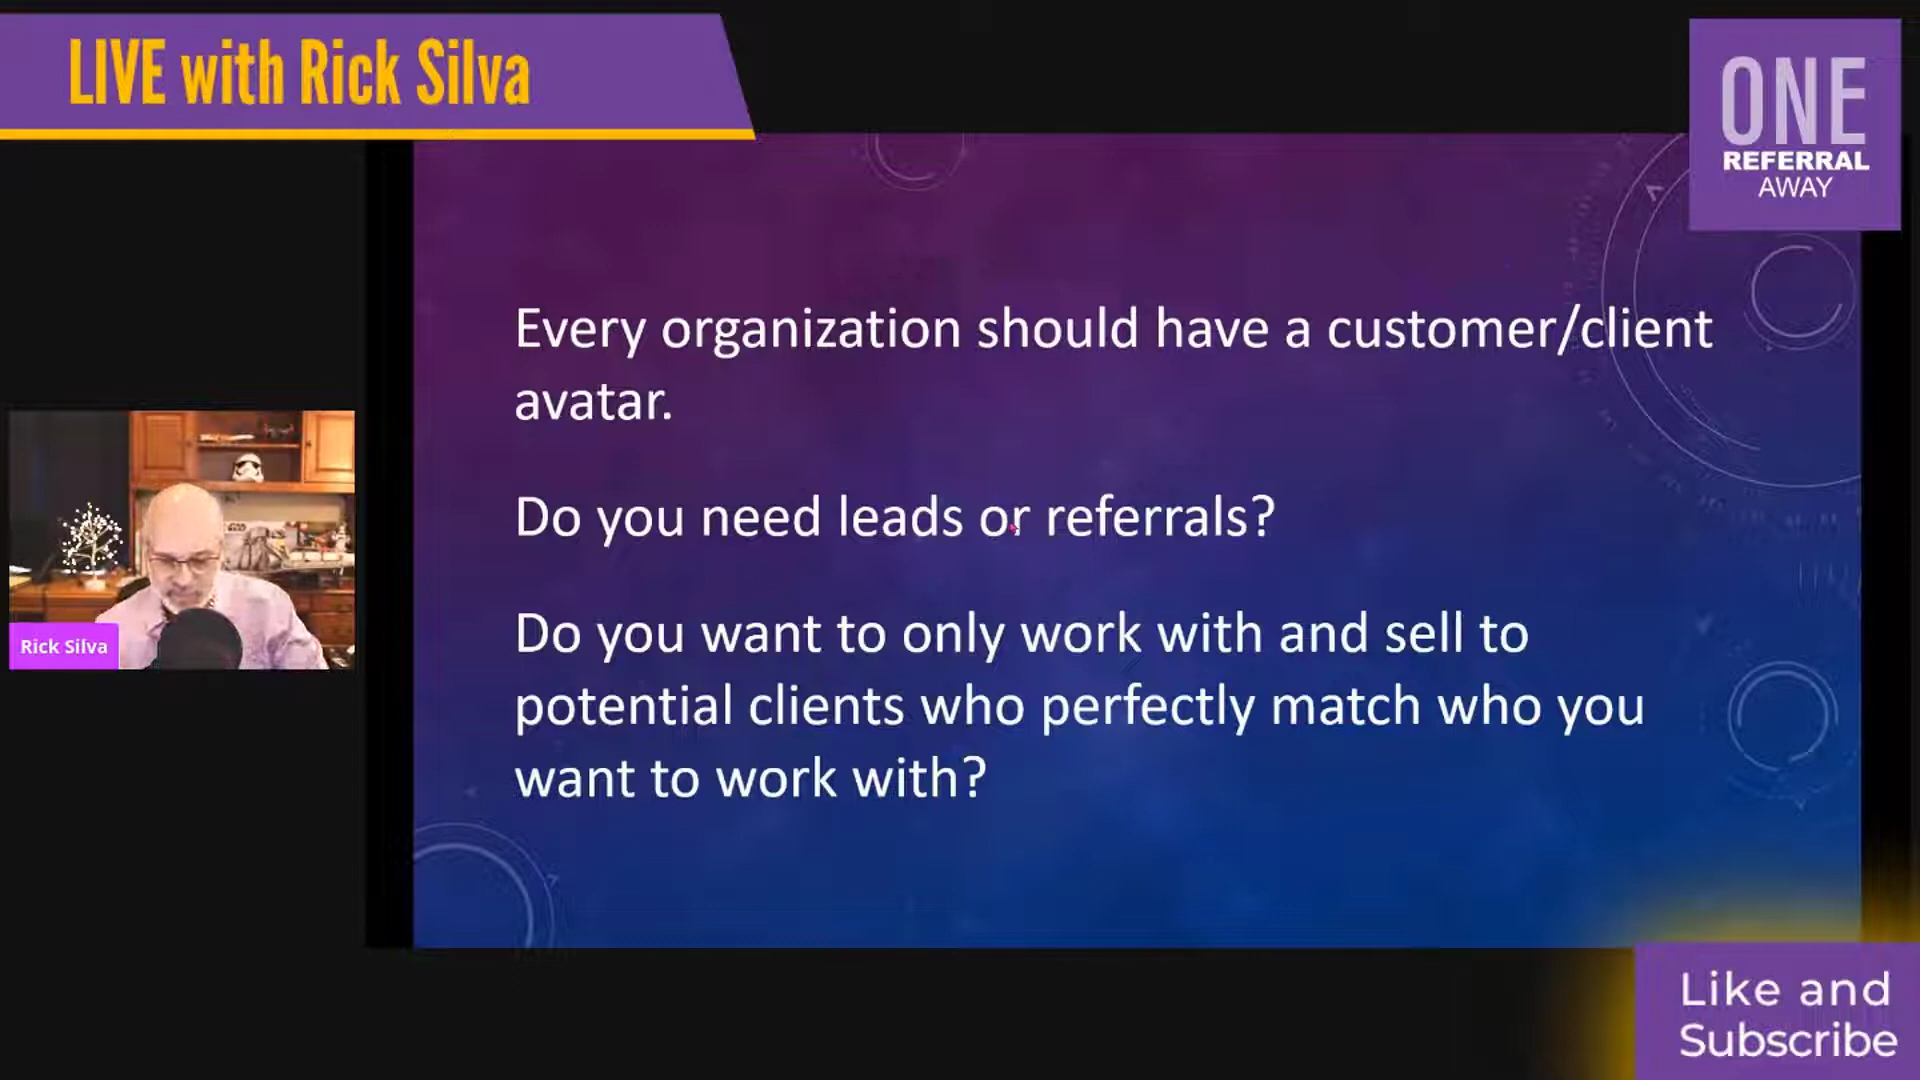 LIVE with Rick Silva
ONE
REFERRAL
AWAY
Every organization should have a customer/client
avatar.
Do you need leads or referrals?
Do you want to only work with and sell to
potential clients who perfectly match who you
want to work with?
Rick Silva
Like and
Subscribe